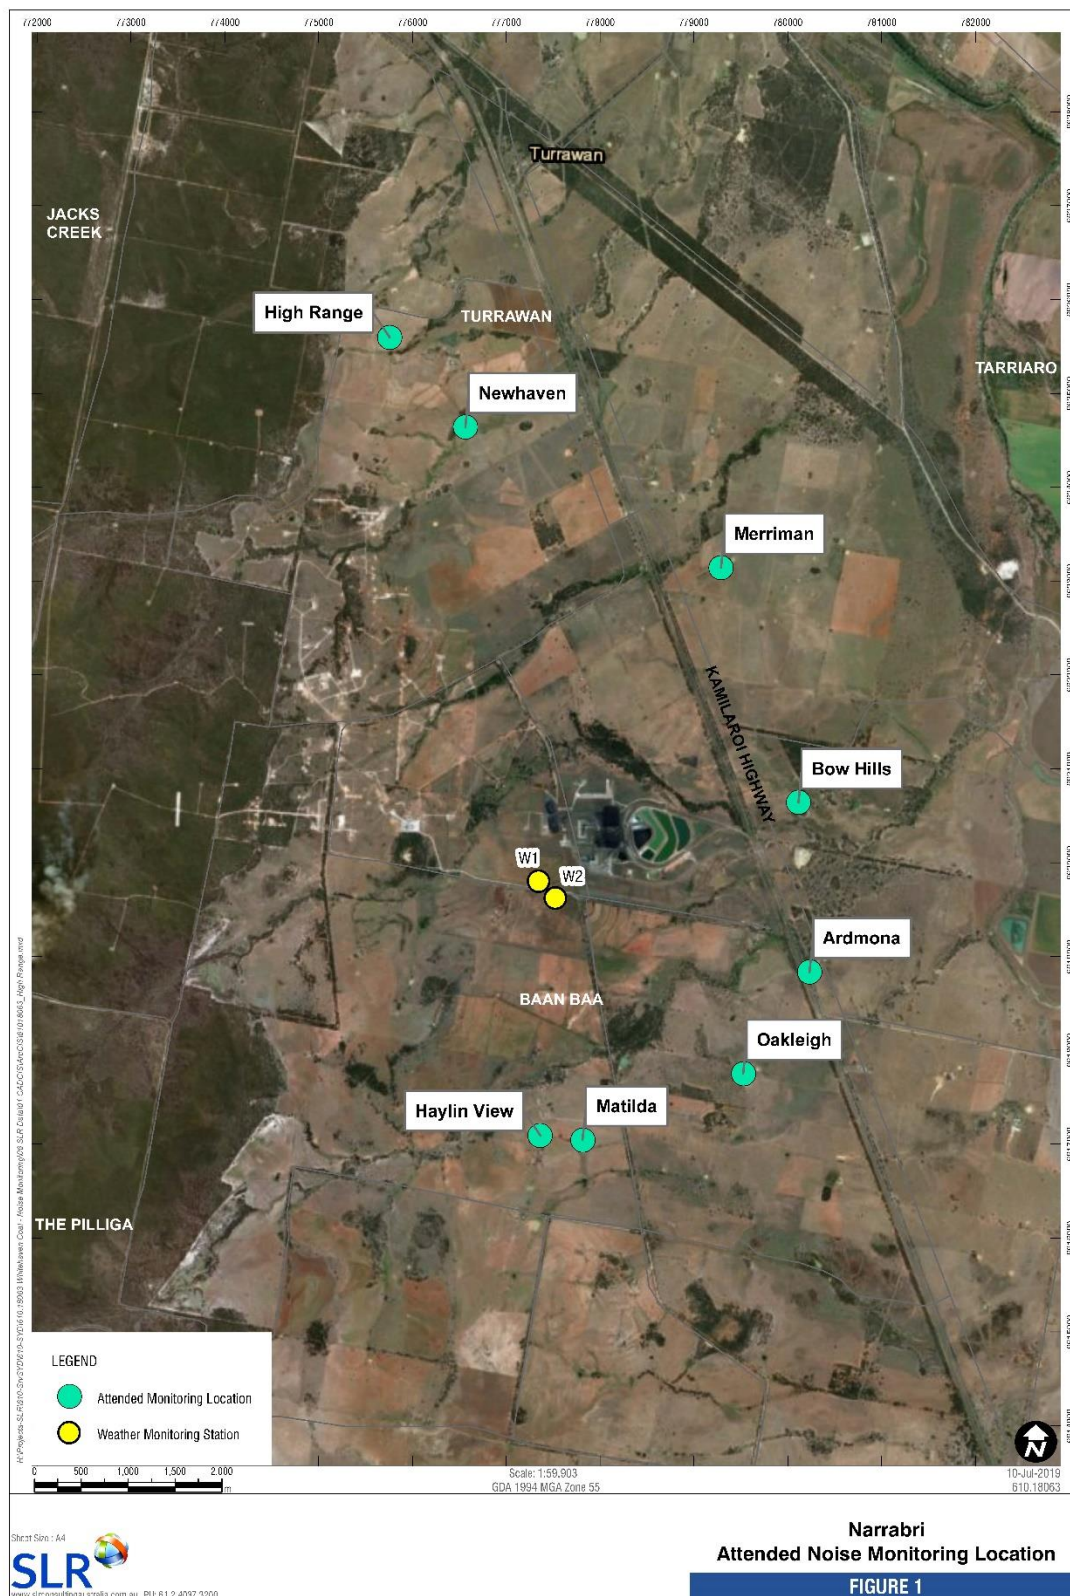 772000 773000 774000 775000 776000 777000 778000 779000 780000 781000 782000
Turrawan
JACKS
CREEK
High Range
TURRAWAN
TARRIARO
Newhaven
Merriman
KAMILAROI HIGHWAY
Bow Hills
W1
W2
Ardmona
BAAN BAA
Oakleigh
Haylin View
Matilda
THE PILLIGA
LEGEND
Attended Monitoring Location
Weather Monitoring Station
N
0 500 1,000 1,500 2,000
m
Scale: 1:59,903
GDA 1994 MGA Zone 55
10-Jul-2019
610.18063
Sheet Size : A4
SLR
Narrabri
Attended Noise Monitoring Location
FIGURE 1